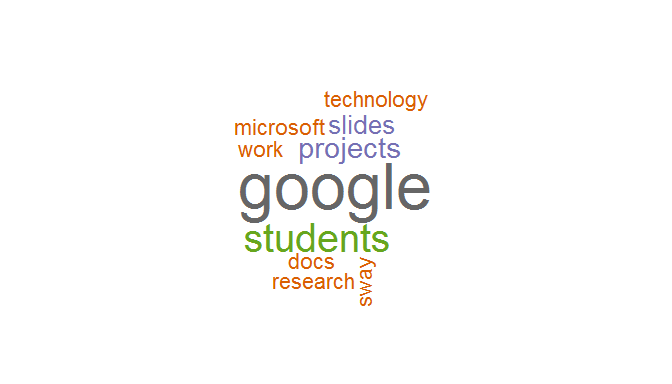 technology
microsoft slides
work projects
google
students
docs
research
sway